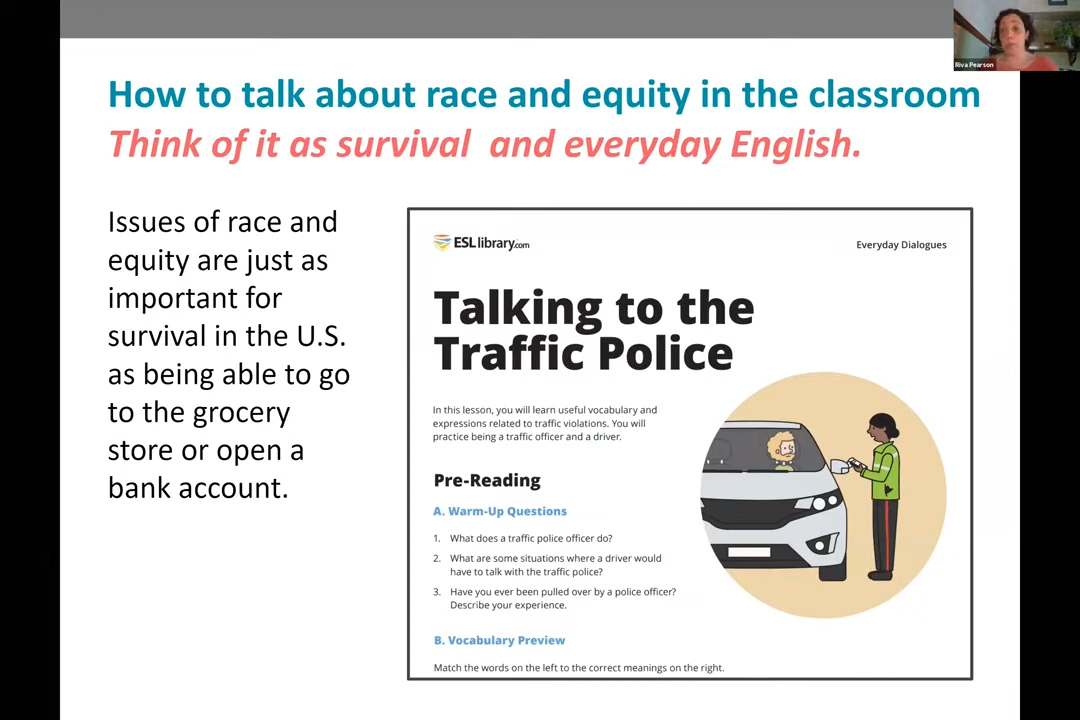 Riva Pearson
How to talk about race and equity in the classroom
Think of it as survival and everyday English.
Issues of race and
equity are just as
important for
survival in the U.S.
as being able to go
to the grocery
store or open a
bank account.
ESL library.com
Everyday Dialogues
Talking to the
Traffic Police
In this lesson, you will learn useful vocabulary and
expressions related to traffic violations. You will
practice being a traffic officer and a driver.
Pre-Reading
A. Warm-Up Questions
1. What does a traffic police officer do?
2. What are some situations where a driver would
have to talk with the traffic police?
3. Have you ever been pulled over by a police officer?
Describe your experience.
B. Vocabulary Preview
Match the words on the left to the correct meanings on the right.